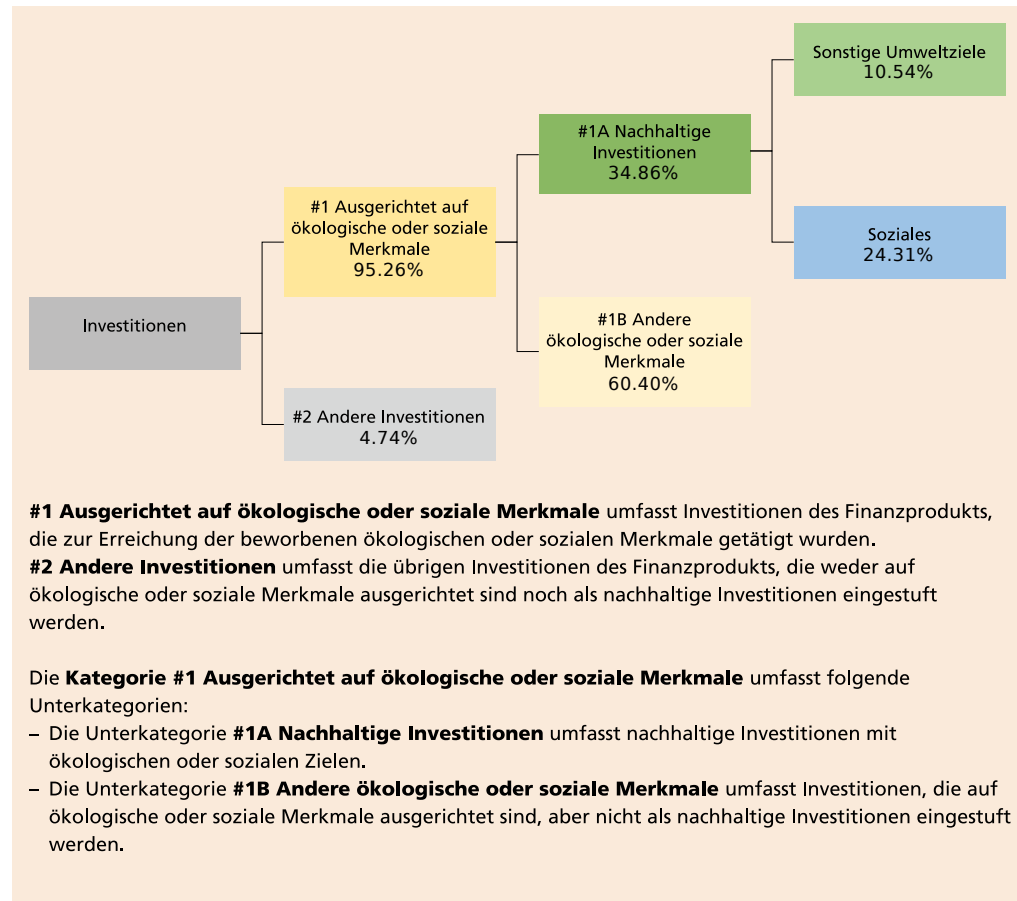 Sonstige Umweltziele
10.54%
#1A Nachhaltige
Investitionen
34.86%
#1 Ausgerichtet auf
ökologische oder soziale
Merkmale
95.26%
Soziales
24.31%
Investitionen
#1B Andere
ökologische oder soziale
Merkmale
60.40%
#2 Andere Investitionen
4.74%
#1 Ausgerichtet auf ökologische oder soziale Merkmale umfasst Investitionen des Finanzprodukts,
die zur Erreichung der beworbenen ökologischen oder sozialen Merkmale getätigt wurden.
#2 Andere Investitionen umfasst die übrigen Investitionen des Finanzprodukts, die weder auf
ökologische oder soziale Merkmale ausgerichtet sind noch als nachhaltige Investitionen eingestuft
werden.
Die Kategorie #1 Ausgerichtet auf ökologische oder soziale Merkmale umfasst folgende
Unterkategorien:
– Die Unterkategorie #1A Nachhaltige Investitionen umfasst nachhaltige Investitionen mit
ökologischen oder sozialen Zielen.
– Die Unterkategorie #1B Andere ökologische oder soziale Merkmale umfasst Investitionen, die auf
ökologische oder soziale Merkmale ausgerichtet sind, aber nicht als nachhaltige Investitionen eingestuft
werden.